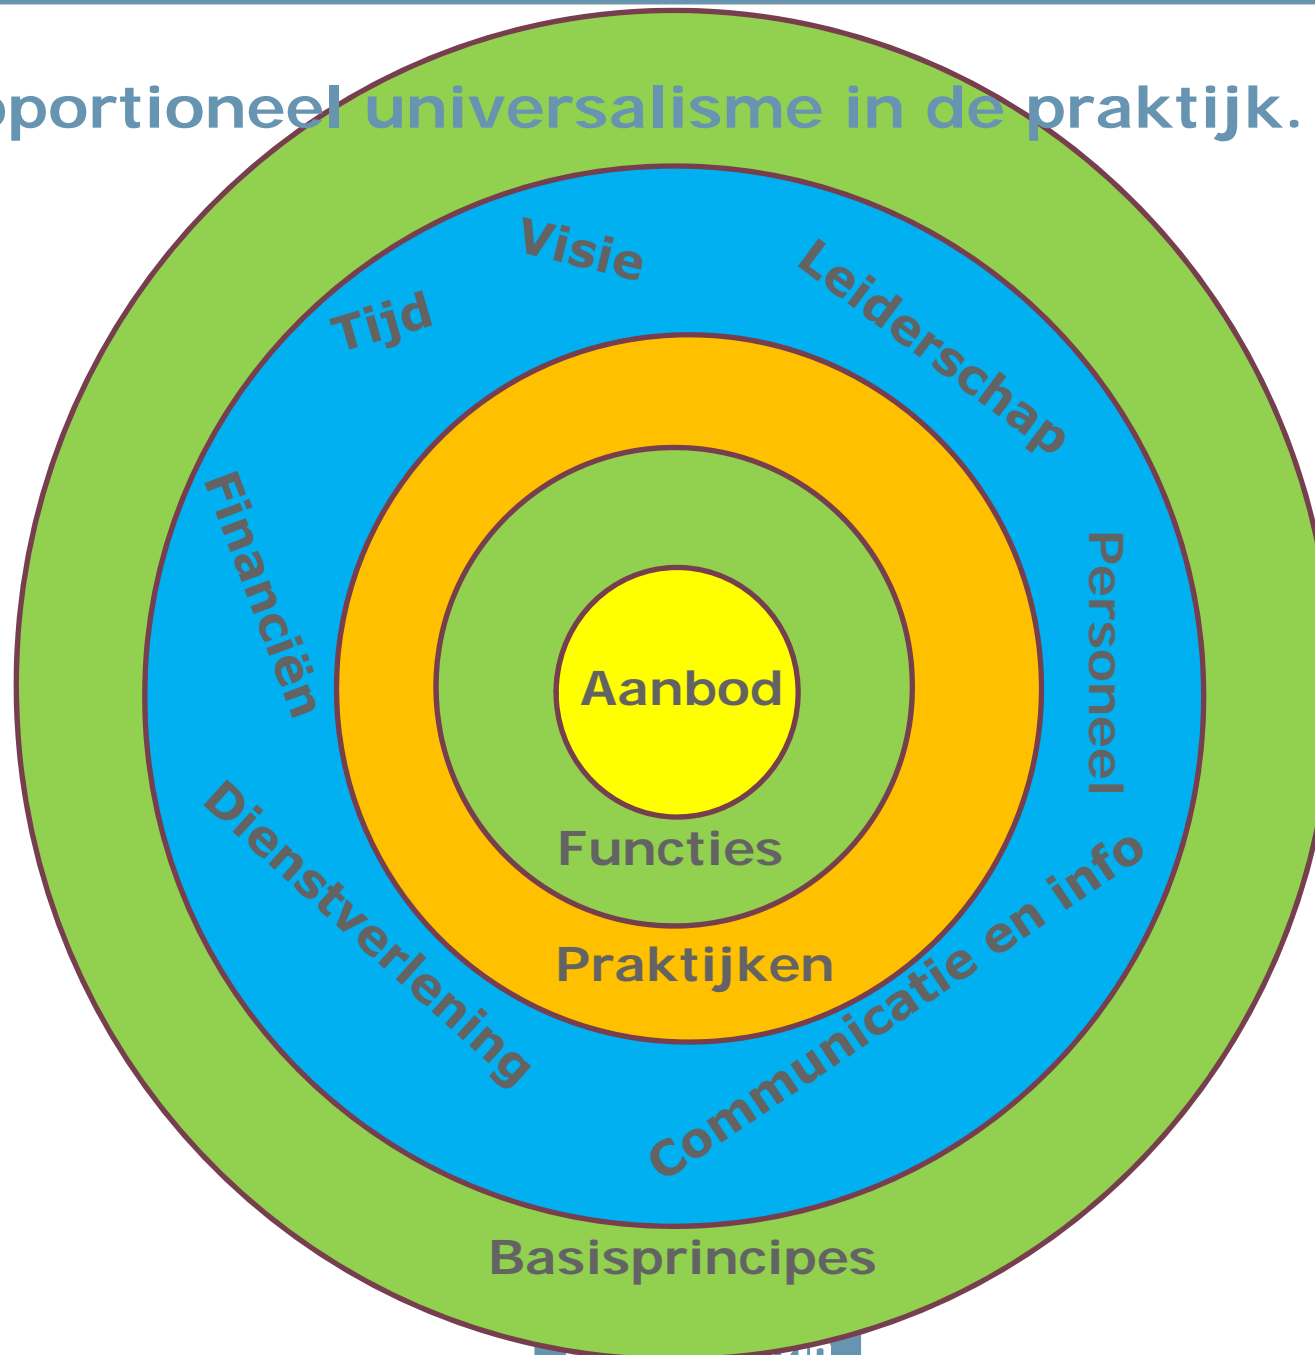 oportioneel universalisme in de praktijk.
Visie
Leiderschap
Tijd
Financiën
Personeel
Aanbod
Dienstverlening
Functies
Communicatie en info
Praktijken
Basisprincipes